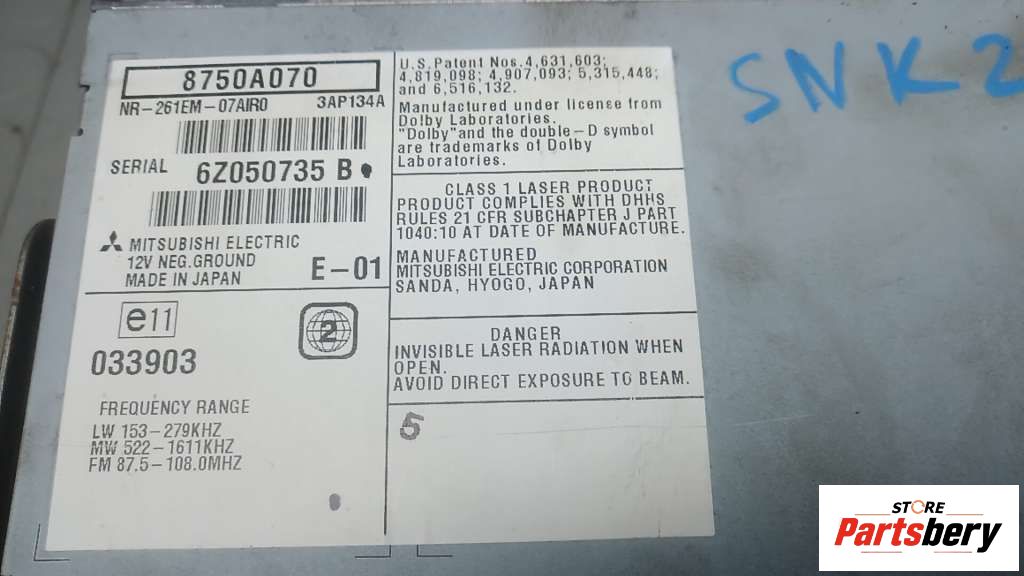 8750A070
NR-261EM-07AIR0 3AP134A
SERIAL 6Z050735 B
MITSUBISHI ELECTRIC
12V NEG.GROUND
MADE IN JAPAN E-01
e11
2
033903
FREQUENCY RANGE
LW 153-279KHZ
MW 522-1611KHZ
FM 87.5-108.0MHZ
U.S.Patent Nos.4,631,603;
4,819,098; 4,907,093; 5,315,448;
and 6,516,132.
Manufactured under license from
Dolby Laboratories.
"Dolby"and the double-D symbol
are trademarks of Dolby
Laboratories.
CLASS 1 LASER PRODUCT
PRODUCT COMPLIES WITH DHHS
RULES 21 CFR SUBCHAPTER J PART
1040:10 AT DATE OF MANUFACTURE.
MANUFACTURED
MITSUBISHI ELECTRIC CORPORATION
SANDA, HYOGO, JAPAN
DANGER
INVISIBLE LASER RADIATION WHEN
OPEN.
AVOID DIRECT EXPOSURE TO BEAM.
5
SNK2
STORE
Partsbery